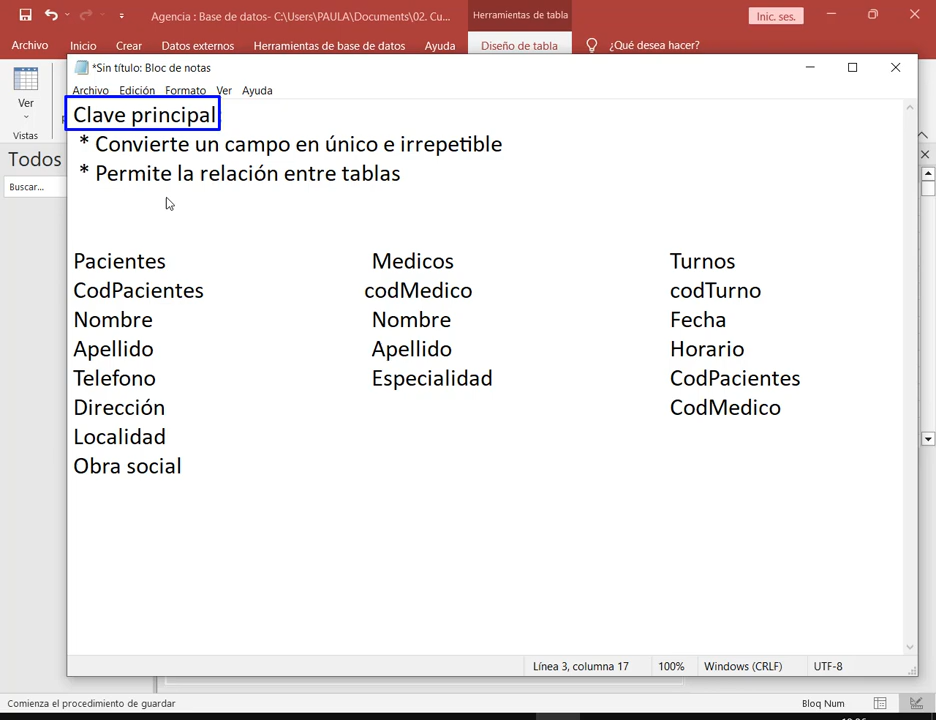 Agencia : Base de datos- C:\Users\PAULA\Documents\02. Cu...
Herramientas de tabla
Inic. ses.
Archivo Inicio Crear Datos externos Herramientas de base de datos Ayuda Diseño de tabla ¿Qué desea hacer?
*Sin título: Bloc de notas
Archivo Edición Formato Ver Ayuda
Ver
Vistas
Todos
Buscar...
Clave principal
* Convierte un campo en único e irrepetible
* Permite la relación entre tablas
Pacientes Medicos Turnos
CodPacientes codMedico codTurno
Nombre Nombre Fecha
Apellido Apellido Horario
Telefono Especialidad CodPacientes
Dirección CodMedico
Localidad
Obra social
Línea 3, columna 17 100% Windows (CRLF) UTF-8
Comienza el procedimiento de guardar Bloq Num